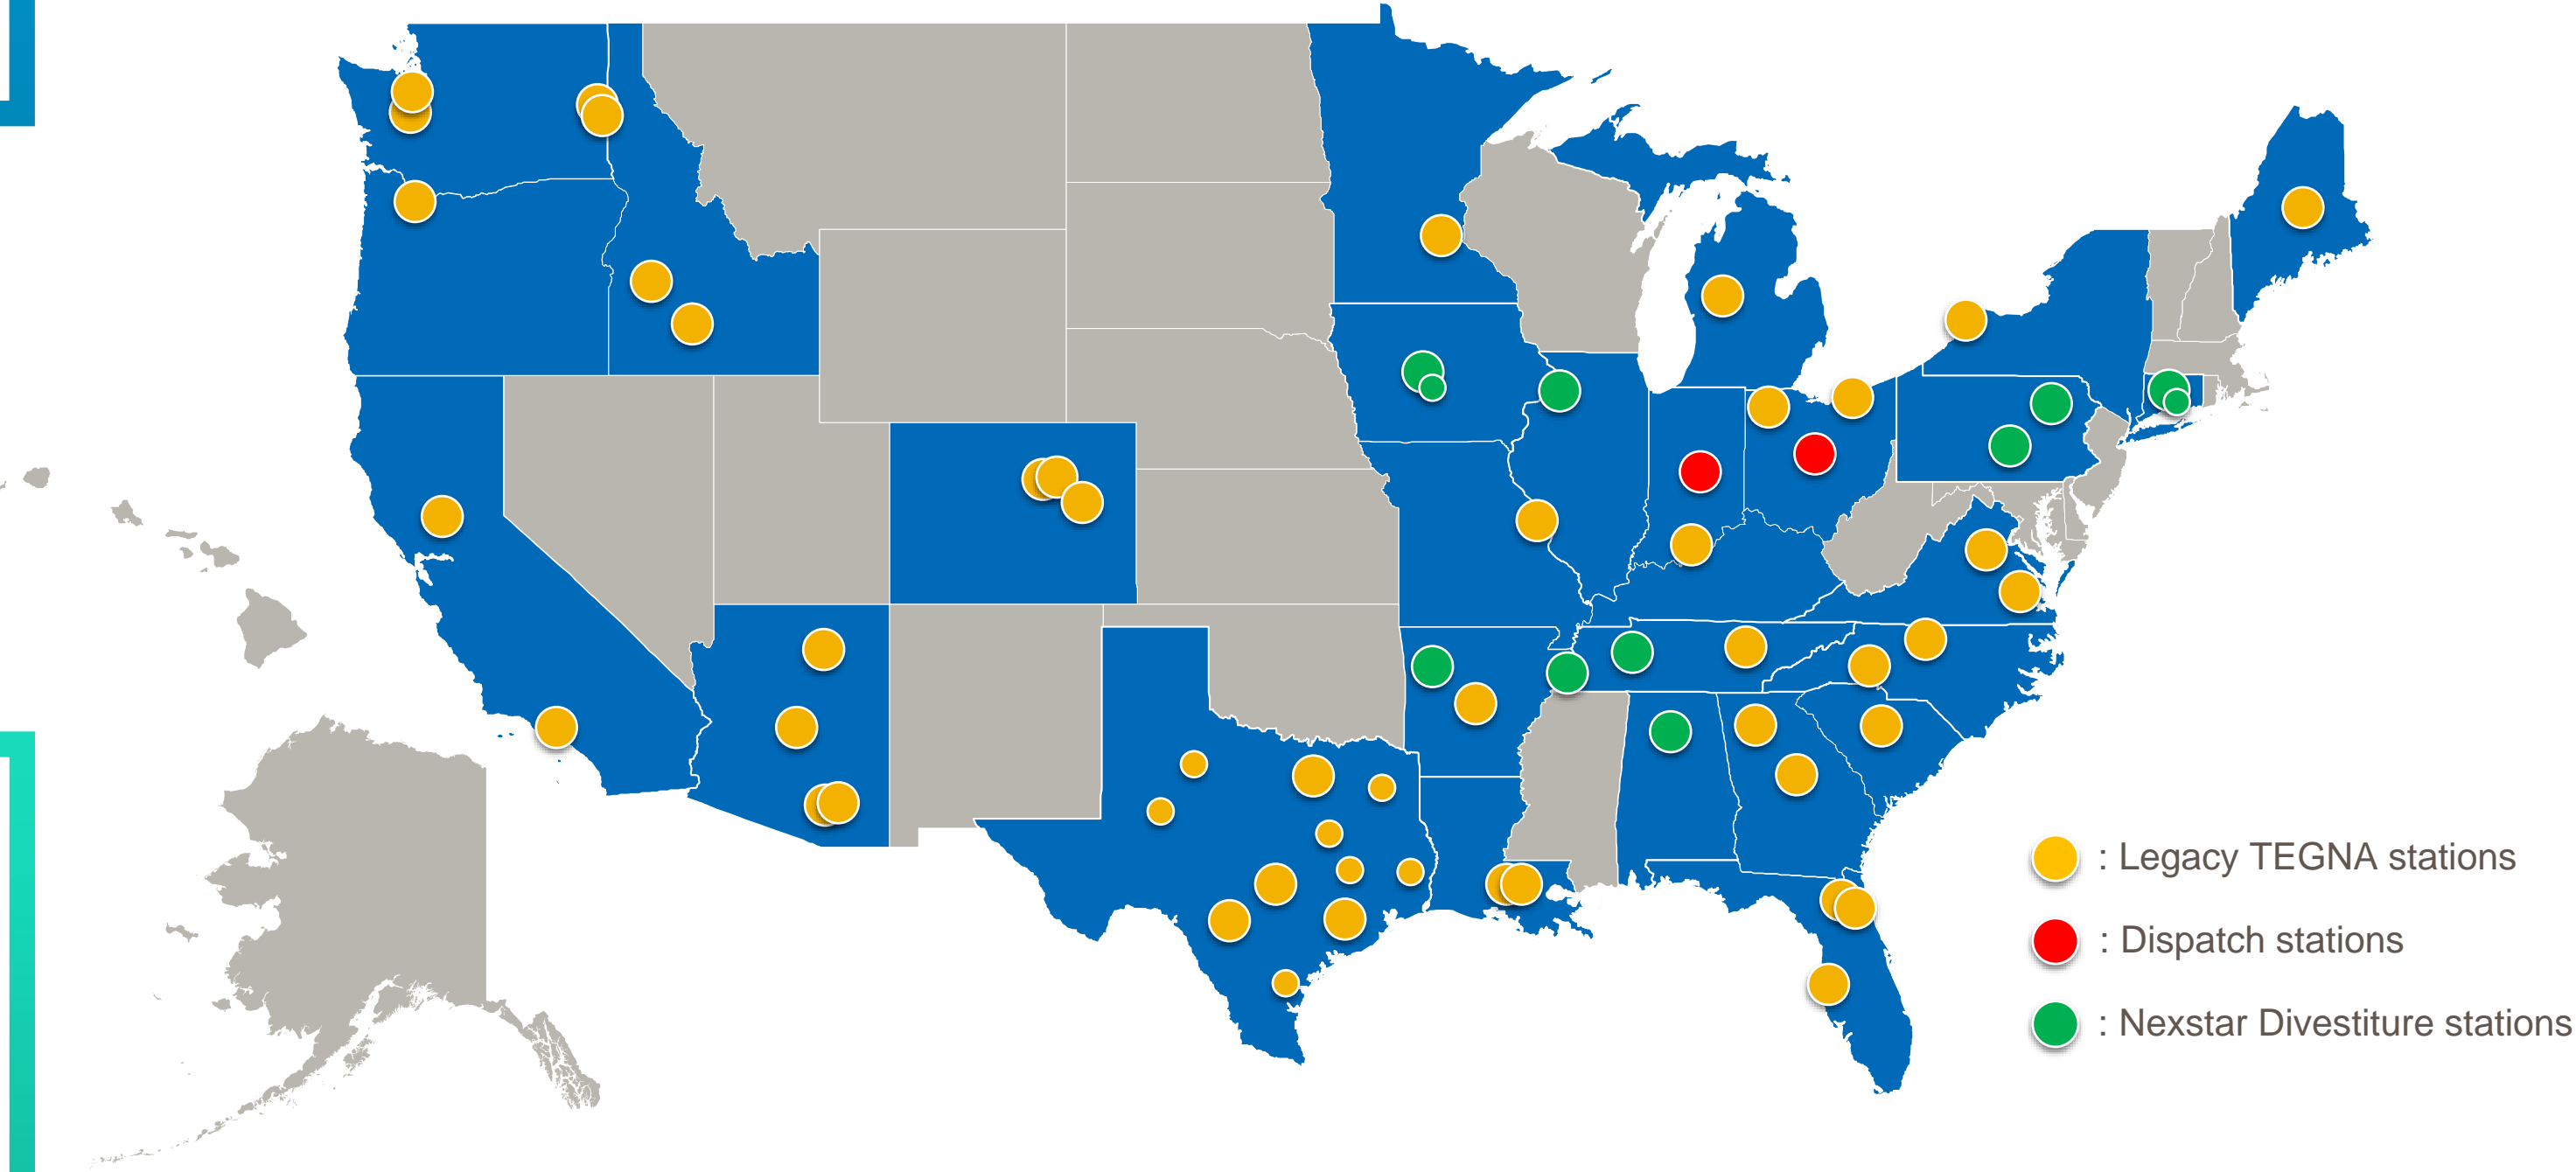 : Legacy TEGNA stations
: Dispatch stations
: Nexstar Divestiture stations